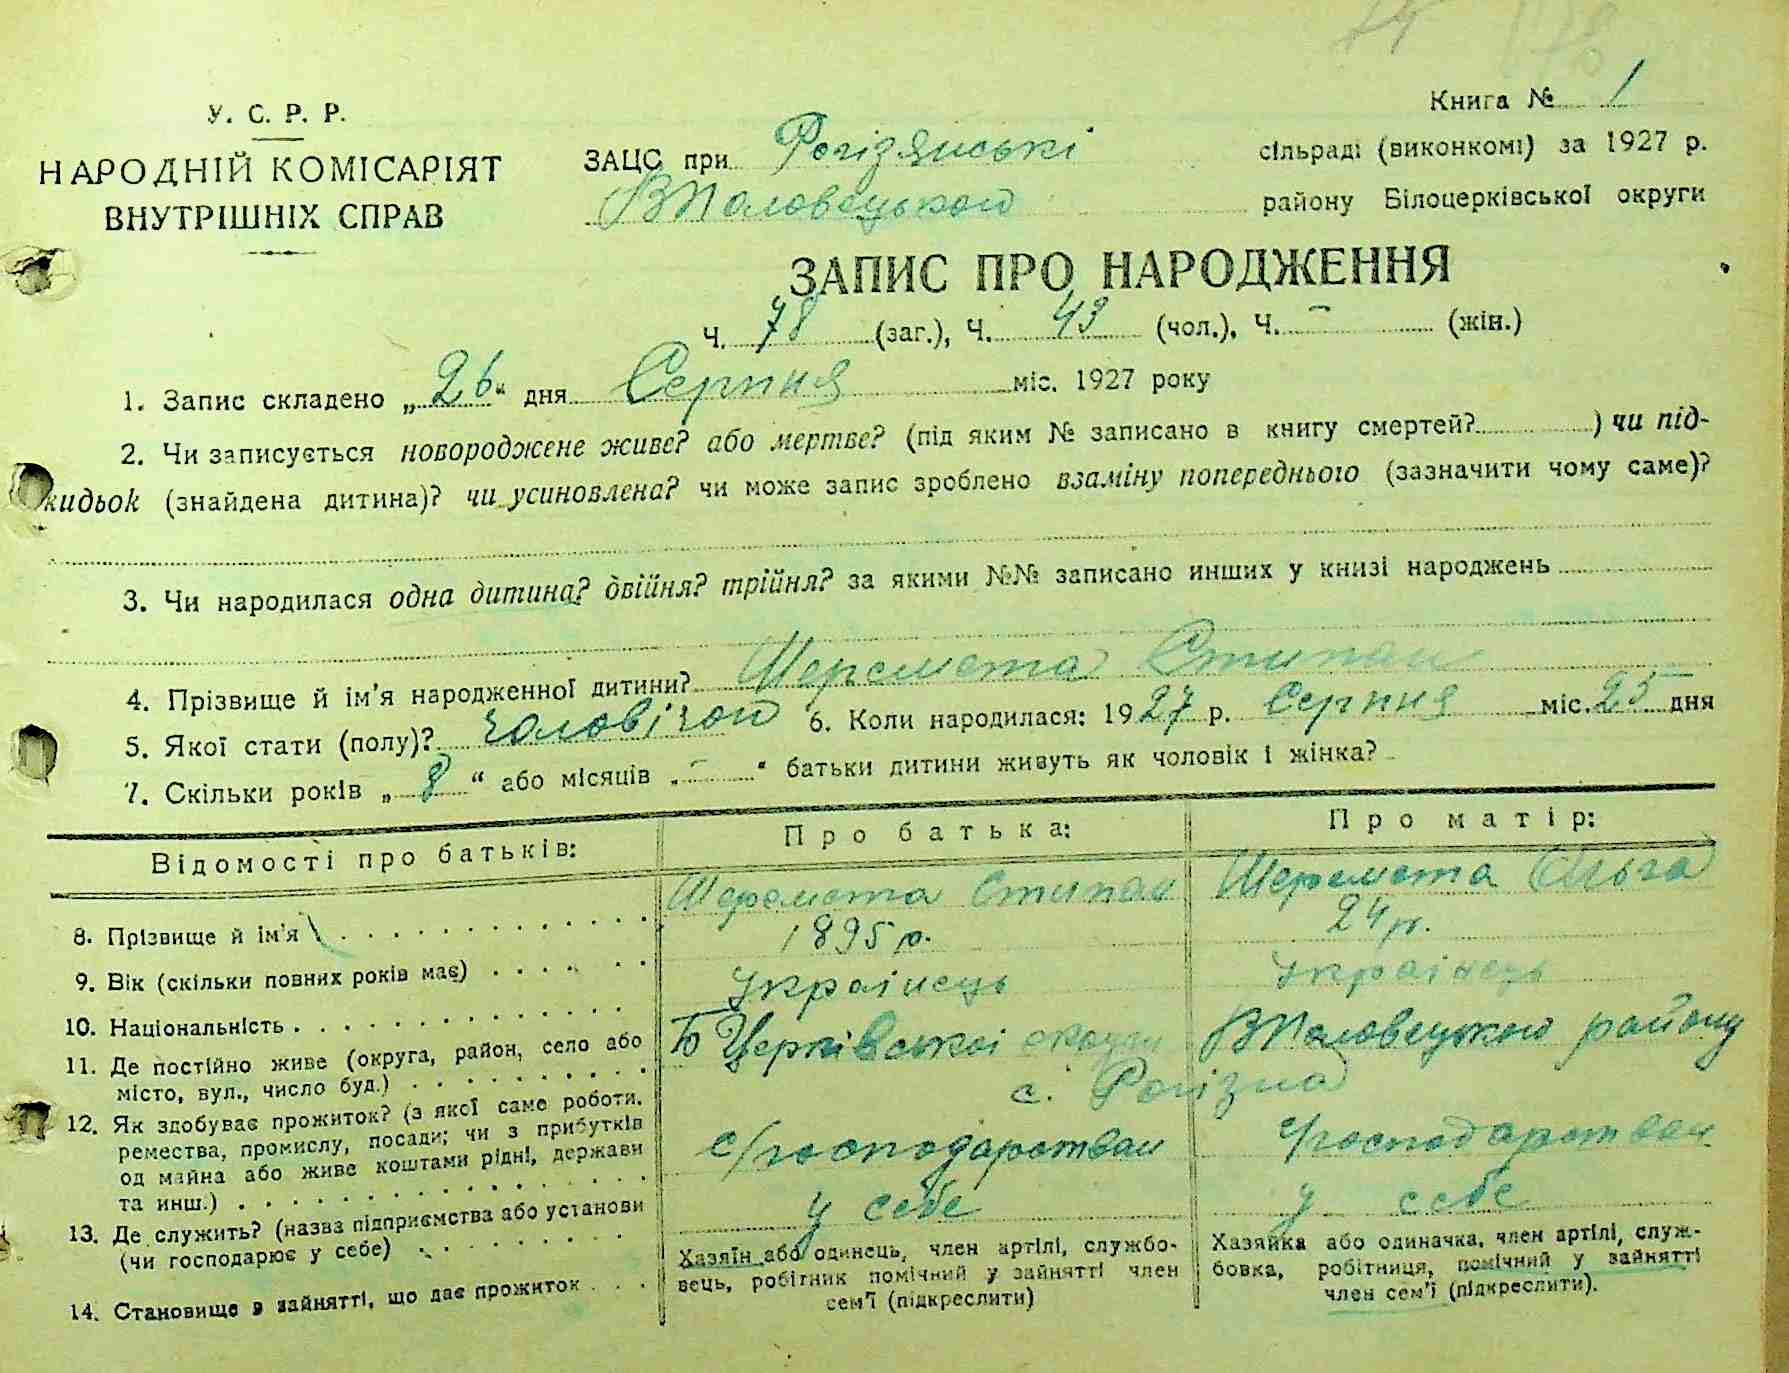 У. С. Р. Р.
НАРОДНІЙ КОМІСАРІЯТ
ВНУТРІШНІХ СПРАВ
Книга № 1
ЗАЦС при Рогізянські сільраді (виконкомі) за 1927 р.
ВПоловецького району Білоцерківської округи
ЗАПИС ПРО НАРОДЖЕННЯ
Ч. 78 (заг.), Ч. 43 (чол.), Ч. – (жін.)
1. Запис складено „26“ дня Серпня міс. 1927 року
2. Чи записується новороджене живе? або мертве? (під яким № записано в книгу смертей? ) чи під-
кидьок (знайдена дитина)? чи усиновлена? чи може запис зроблено взаміну попереднього (зазначити чому саме)?
3. Чи народилася одна дитина? двійня? трійня? за якими №№ записано инших у книзі народжень
4. Прізвище й ім'я народженної дитини? Шеремета Стипан
5. Якої стати (полу)? чоловічої 6. Коли народилася: 1927 р. Серпня міс. 25 дня
7. Скільки років „8“ або місяців „–“ батьки дитини живуть як чоловік і жінка?
Відомості про батьків: Про батька: Про матір:
8. Прізвище й ім'я Шеремета Стипан Шеремета Ольга
9. Вік (скільки повних років має) 1895 р. 24 р.
10. Національність Українець Українець
11. Де постійно живе (округа, район, село або Б Церківської округи ВПоловецького району
місто, вул., число буд.) с. Рогізна
12. Як здобуває прожиток? (з якої саме роботи, с/господарством с/господарством
ремества, промислу, посади; чи з прибутків
од майна або живе коштами рідні, держави
та инш.)
13. Де служить? (назва підприємства або установи у себе у себе
(чи господарює у себе)
14. Становище в зайнятті, що дає прожиток
Хазяїн або одинець, член артілі, службо-
вець, робітник помічний у зайнятті член
сем'ї (підкреслити)
Хазяйка або одиначка, член артілі, служ-
бовка, робітниця, помічний у зайнятті
член сем'ї (підкреслити).